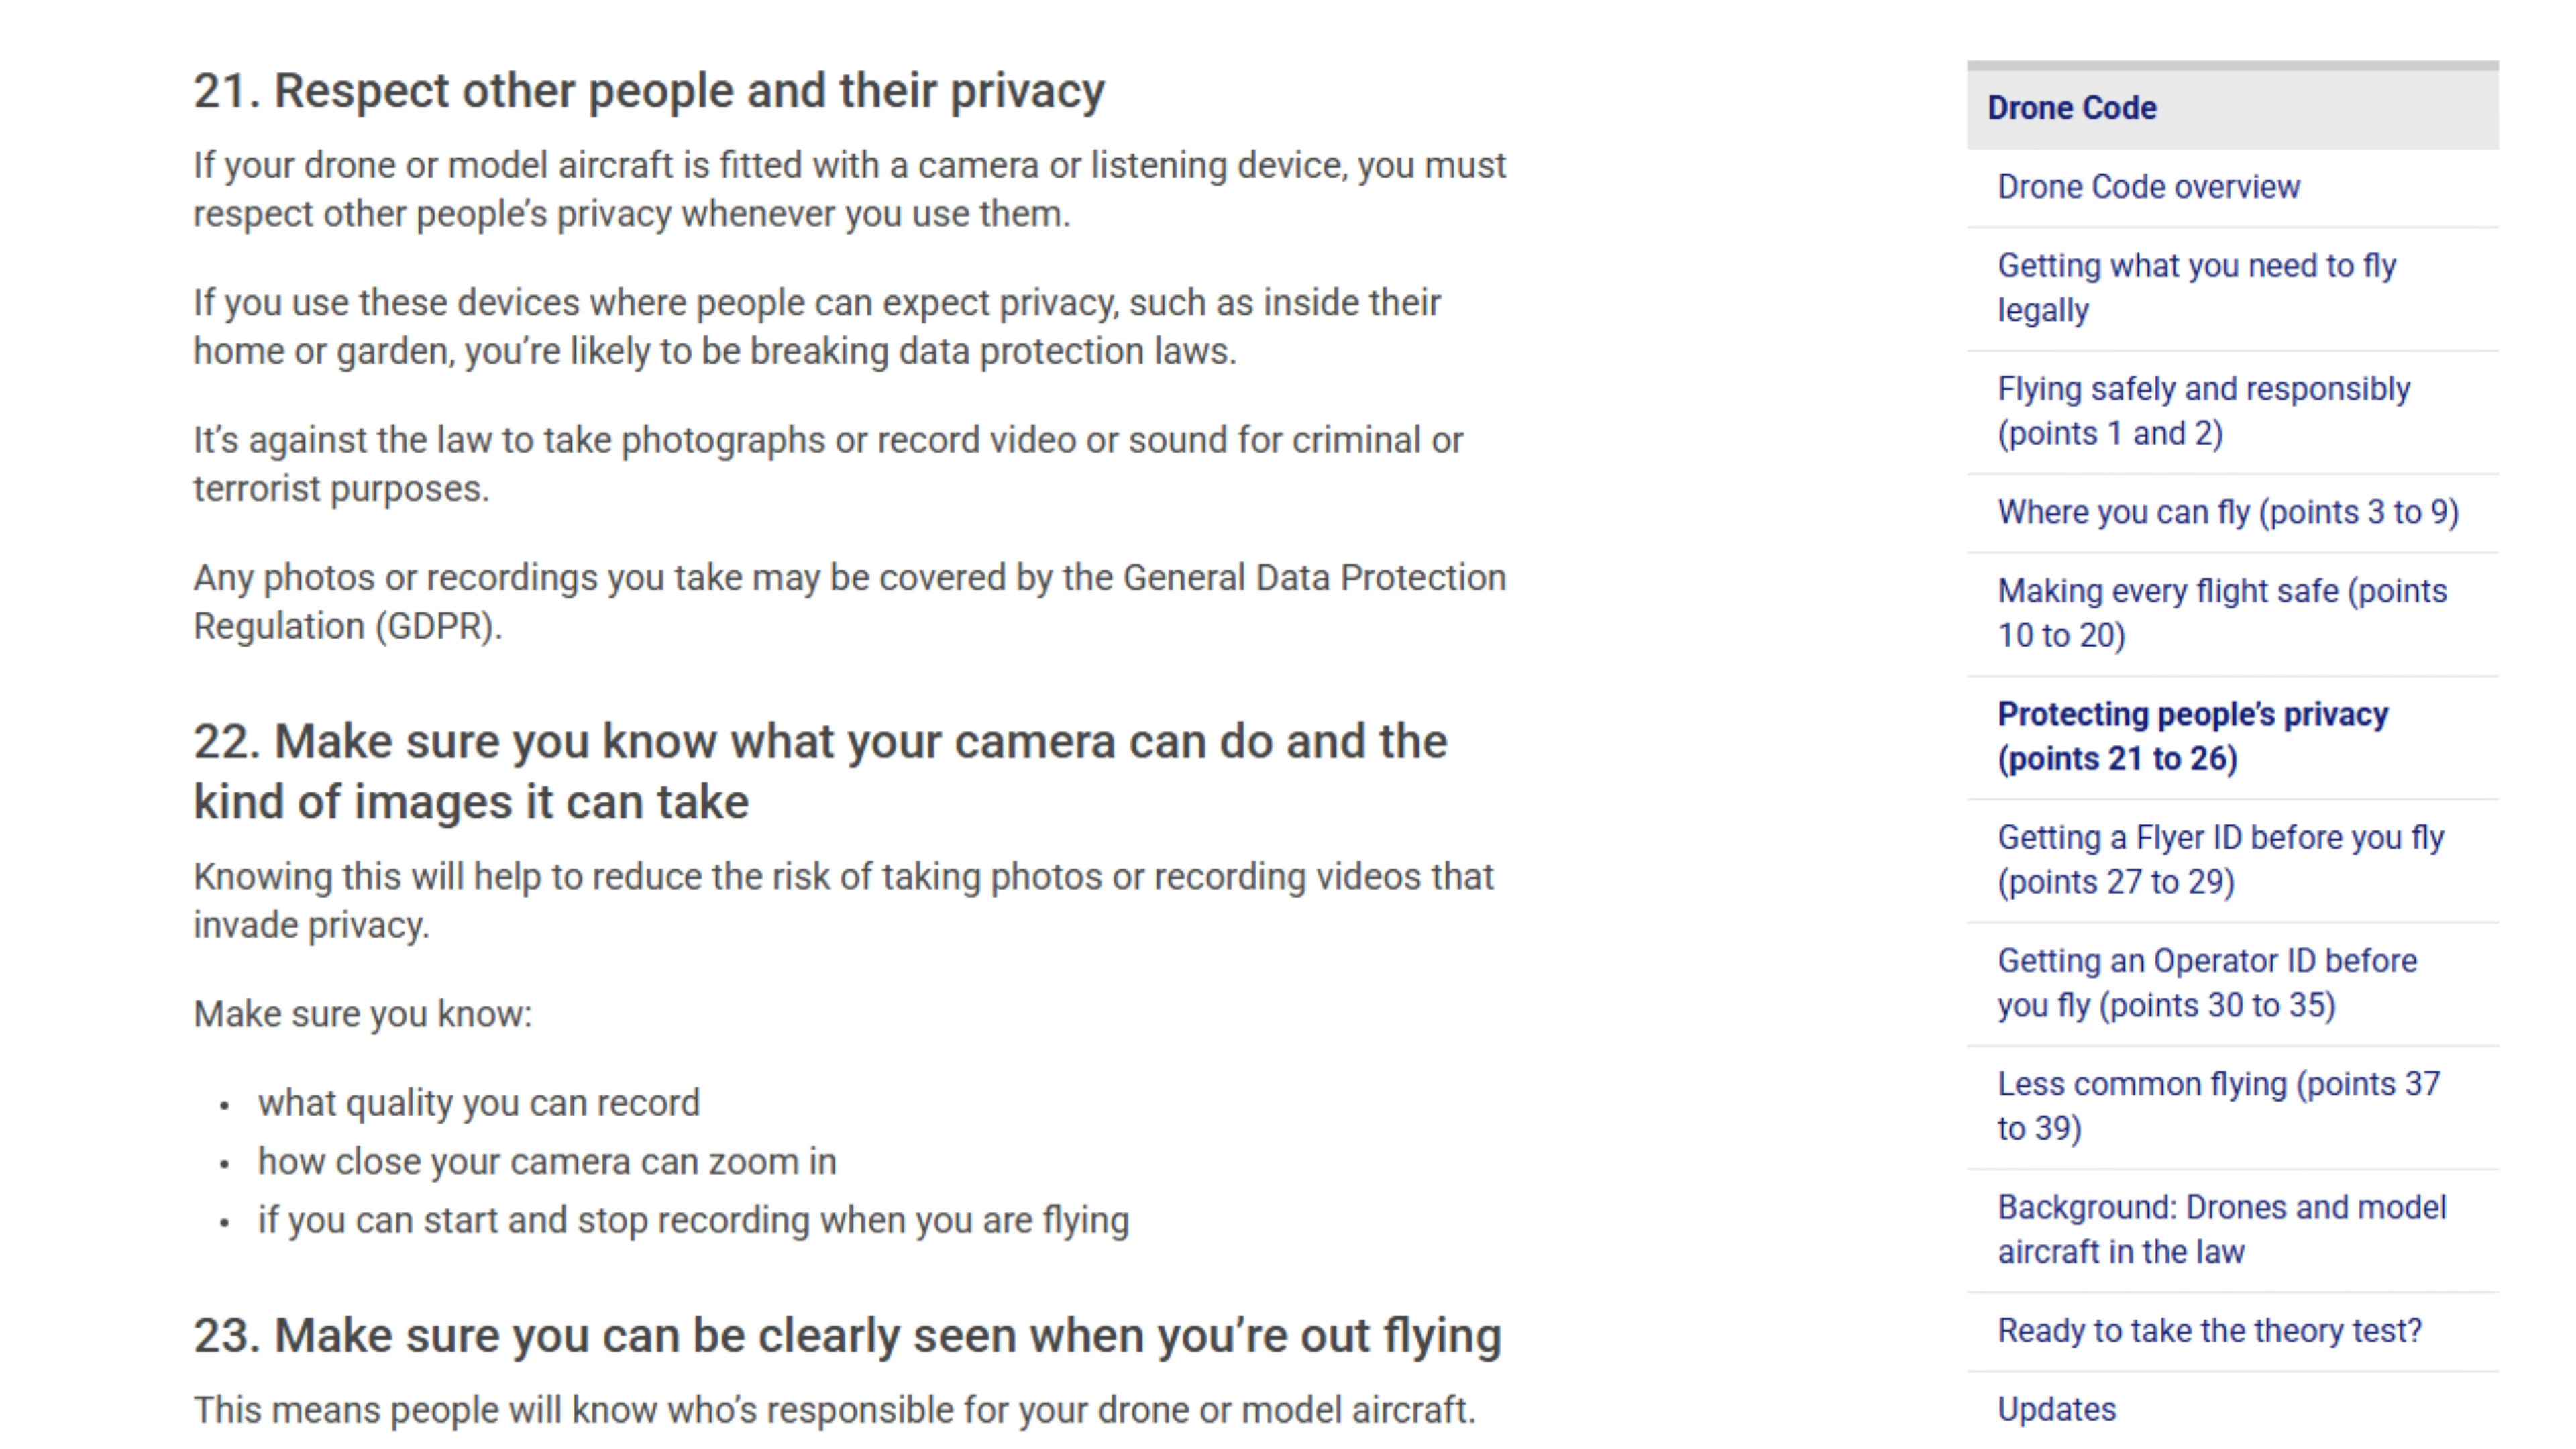 21. Respect other people and their privacy
If your drone or model aircraft is fitted with a camera or listening device, you must
respect other people’s privacy whenever you use them.
If you use these devices where people can expect privacy, such as inside their
home or garden, you’re likely to be breaking data protection laws.
It’s against the law to take photographs or record video or sound for criminal or
terrorist purposes.
Any photos or recordings you take may be covered by the General Data Protection
Regulation (GDPR).
22. Make sure you know what your camera can do and the
kind of images it can take
Knowing this will help to reduce the risk of taking photos or recording videos that
invade privacy.
Make sure you know:
• what quality you can record
• how close your camera can zoom in
• if you can start and stop recording when you are flying
23. Make sure you can be clearly seen when you’re out flying
This means people will know who’s responsible for your drone or model aircraft.
Drone Code
Drone Code overview
Getting what you need to fly
legally
Flying safely and responsibly
(points 1 and 2)
Where you can fly (points 3 to 9)
Making every flight safe (points
10 to 20)
Protecting people’s privacy
(points 21 to 26)
Getting a Flyer ID before you fly
(points 27 to 29)
Getting an Operator ID before
you fly (points 30 to 35)
Less common flying (points 37
to 39)
Background: Drones and model
aircraft in the law
Ready to take the theory test?
Updates